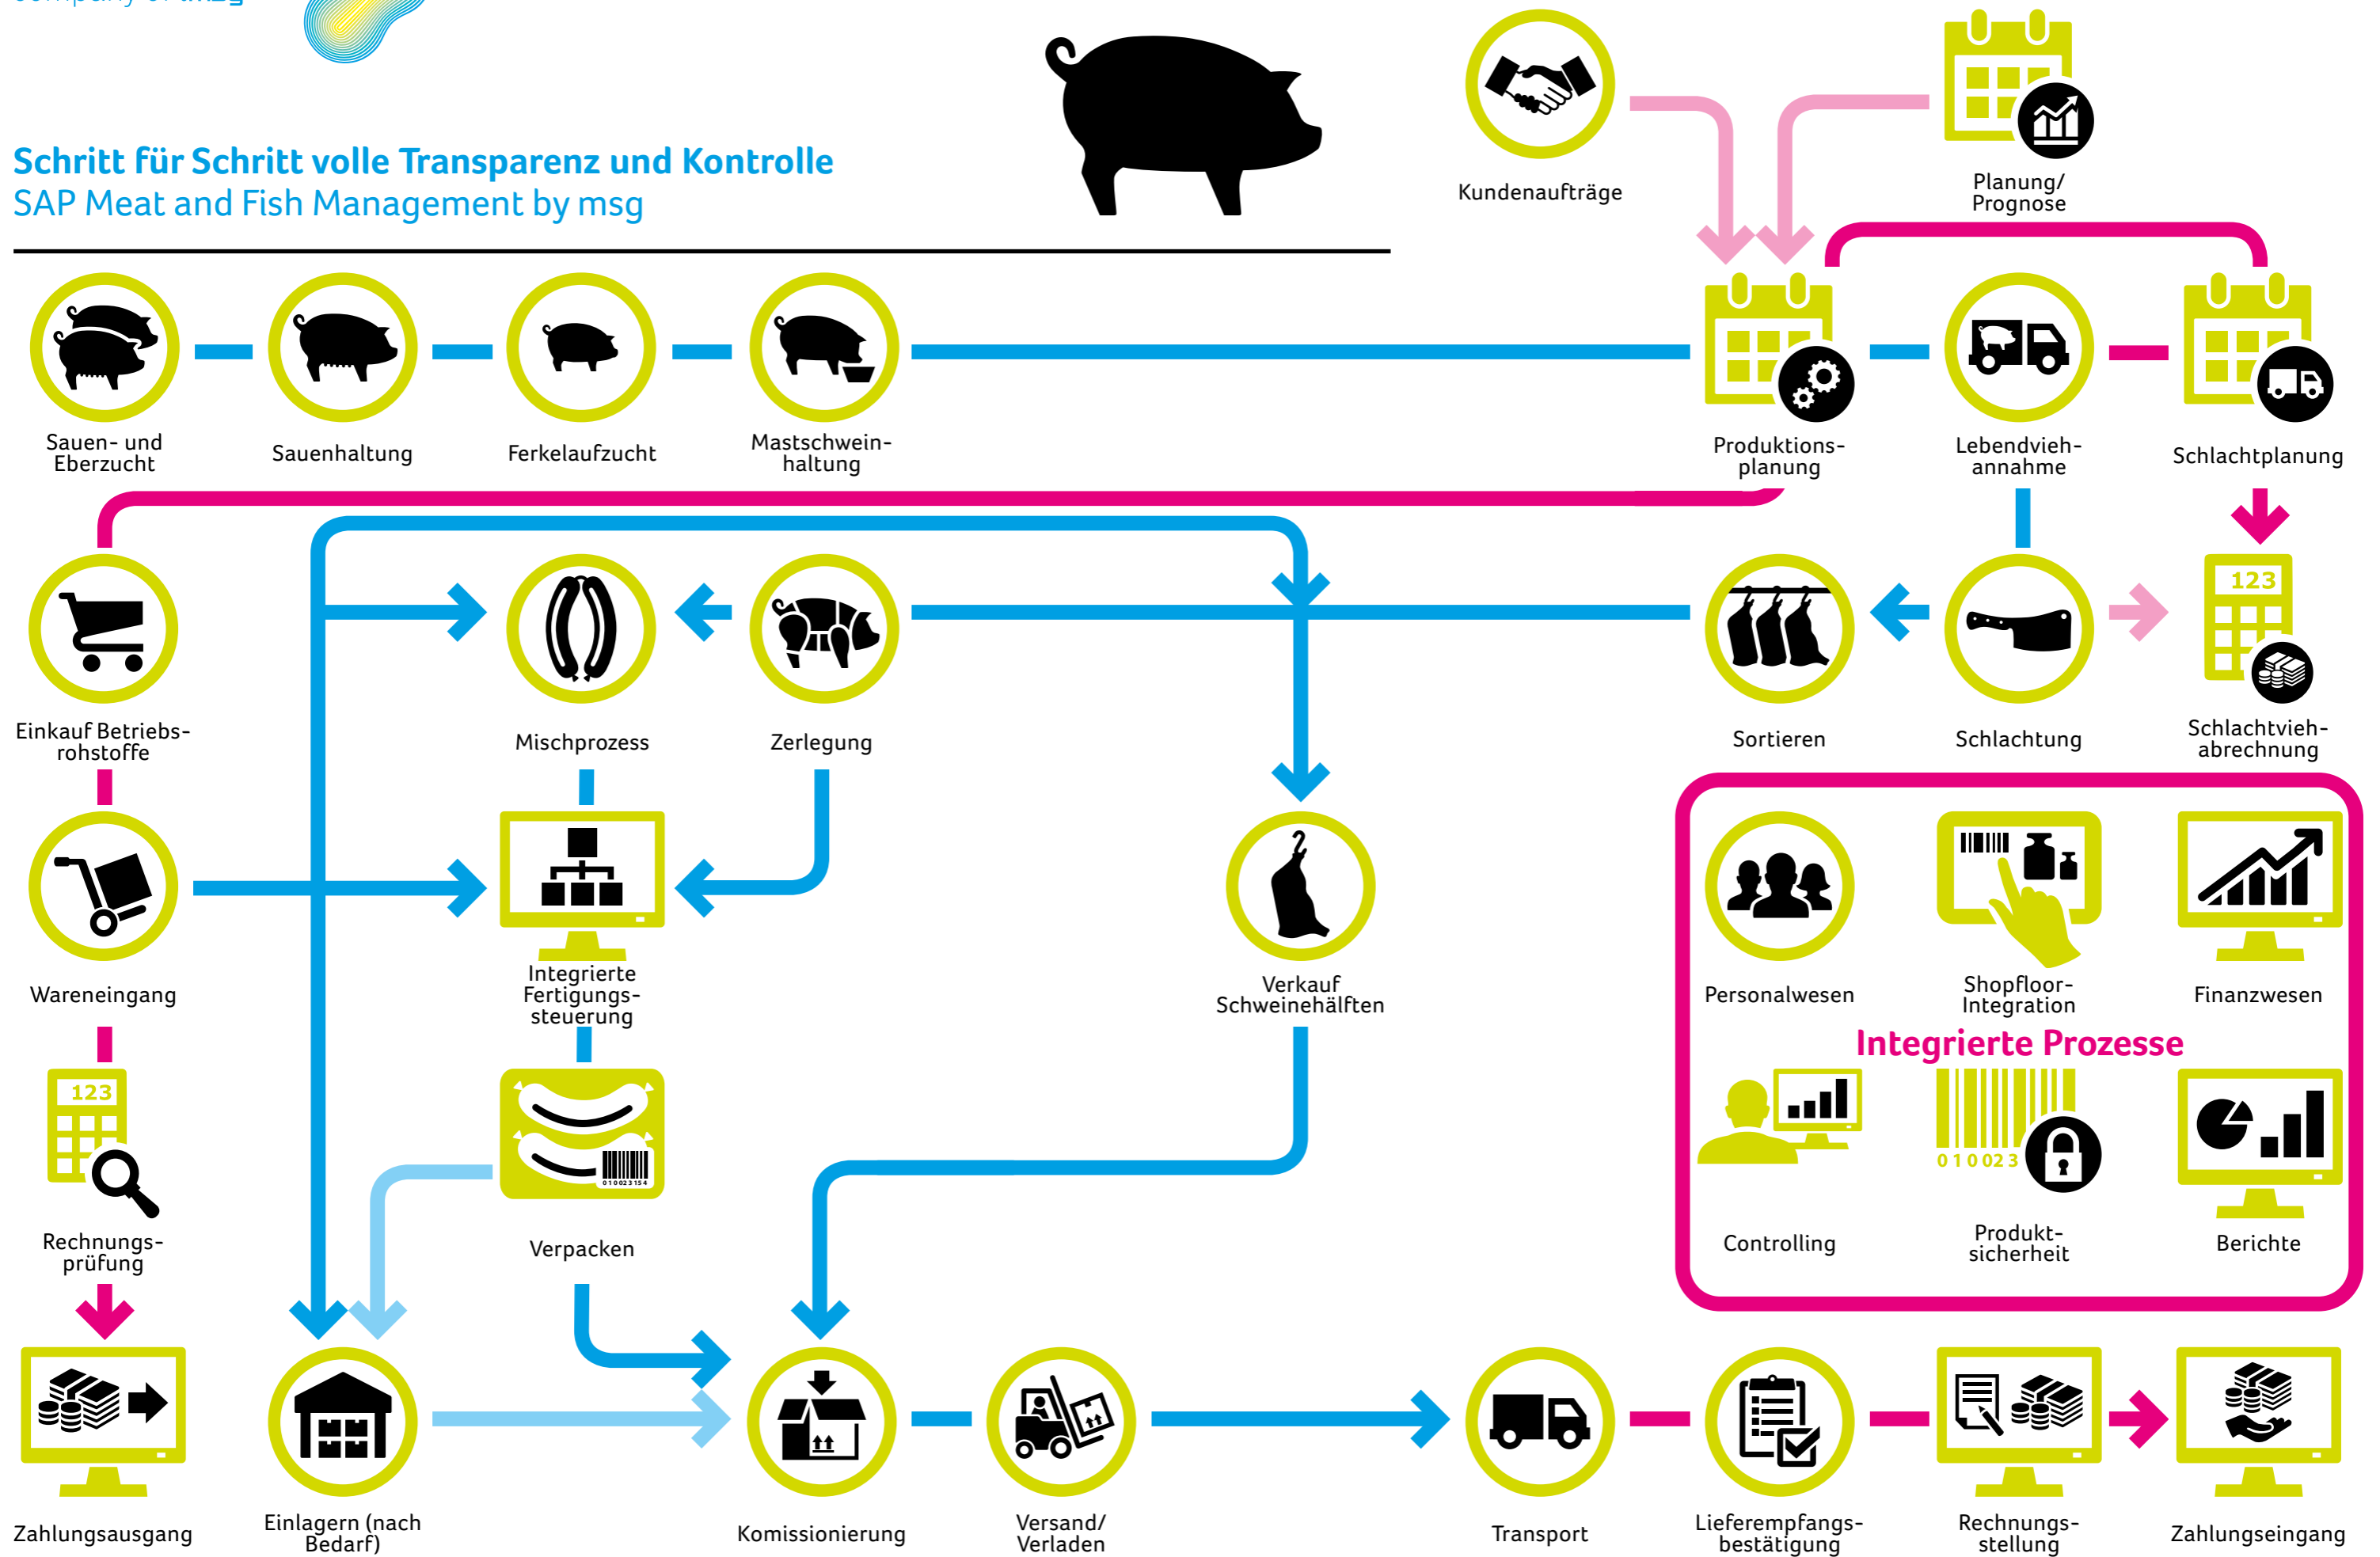 Schritt für Schritt volle Transparenz und Kontrolle
SAP Meat and Fish Management by msg
Kundenaufträge
Planung/
Prognose
Sauen- und
Eberzucht
Sauenhaltung
Ferkelaufzucht
Mastschwein-
haltung
Produktions-
planung
Lebendvieh-
annahme
Schlachtplanung
123
Einkauf Betriebs-
rohstoffe
Mischprozess
Zerlegung
Sortieren
Schlachtung
Schlachtvieh-
abrechnung
Wareneingang
Integrierte
Fertigungs-
steuerung
Verkauf
Schweinehälften
Personalwesen
Shopfloor-
Integration
Finanzwesen
Integrierte Prozesse
123
010023154
010023
Rechnungs-
prüfung
Verpacken
Controlling
Produkt-
sicherheit
Berichte
Zahlungsausgang
Einlagern (nach
Bedarf)
Komissionierung
Versand/
Verladen
Transport
Lieferempfangs-
bestätigung
Rechnungs-
stellung
Zahlungseingang